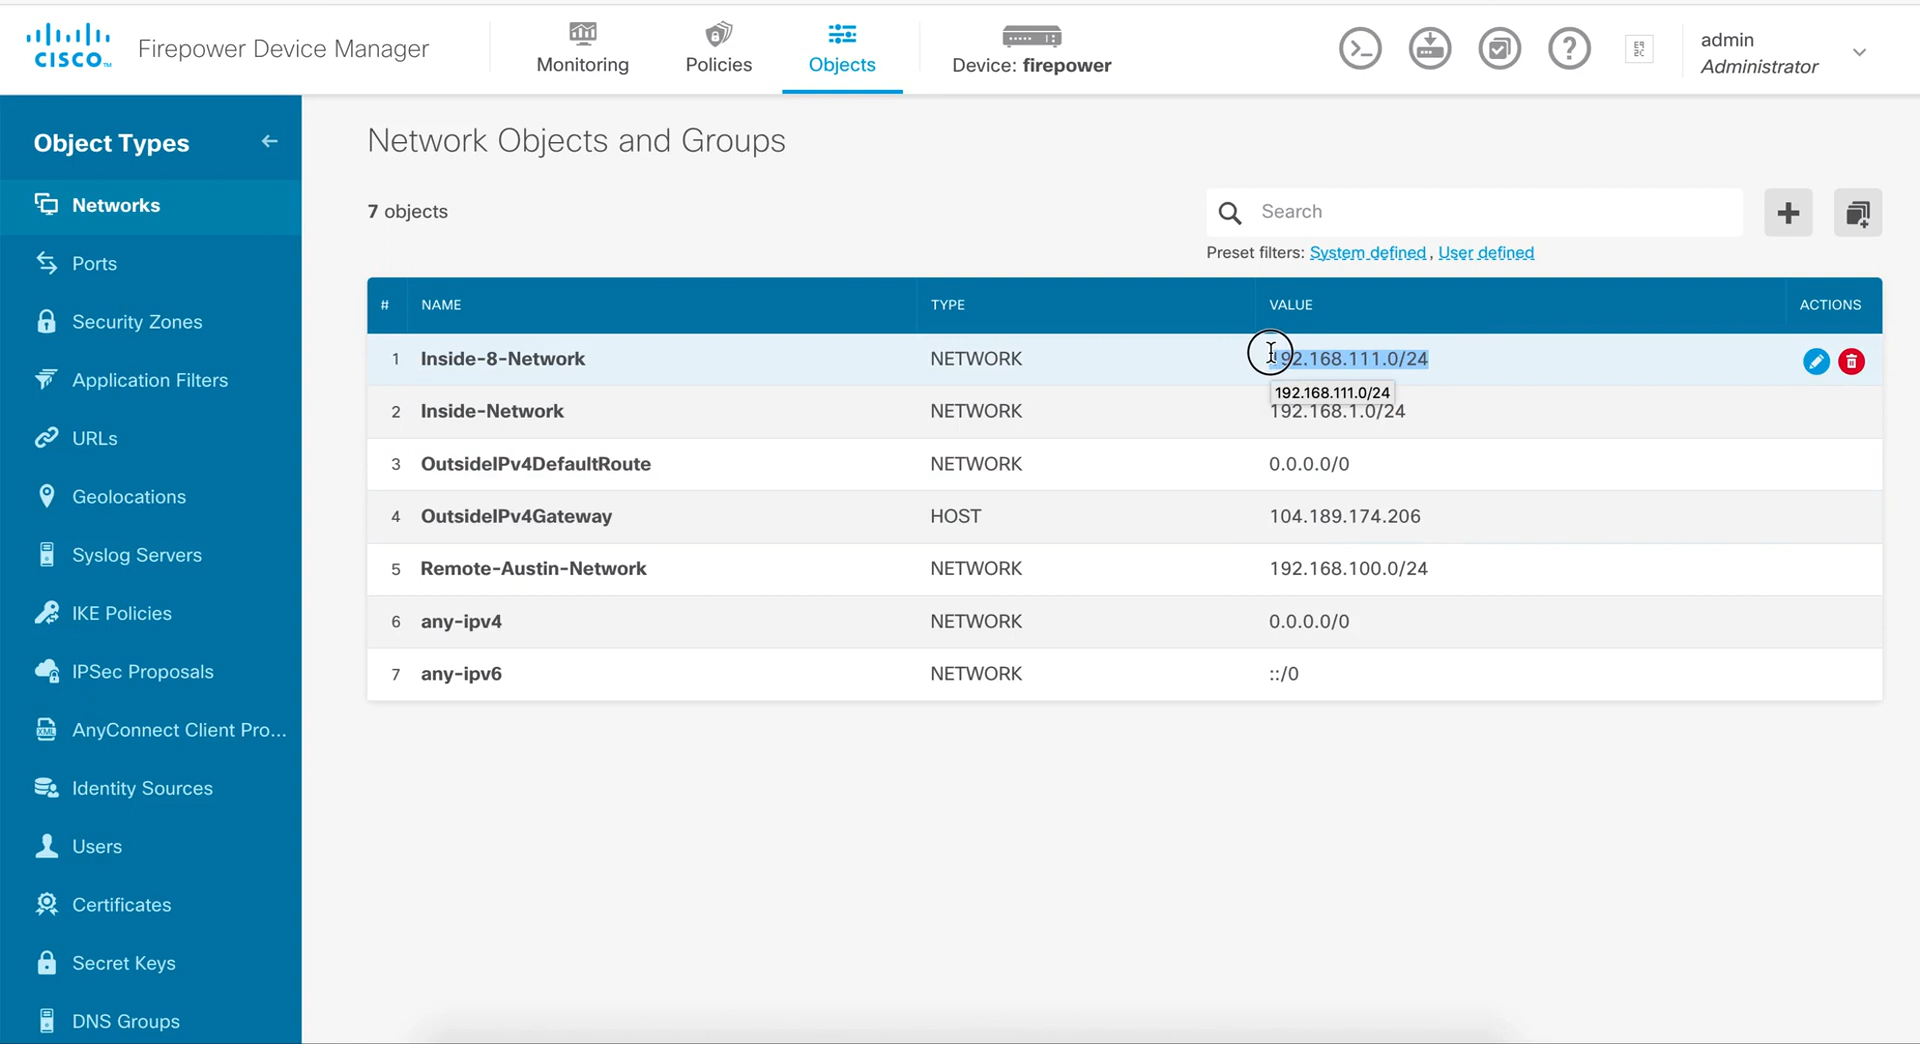 CISCO Firepower Device Manager
Monitoring
Policies
Objects
Device: firepower
admin
Administrator
Object Types
Networks
Ports
Security Zones
Application Filters
URLs
Geolocations
Syslog Servers
IKE Policies
IPSec Proposals
AnyConnect Client Pro...
Identity Sources
Users
Certificates
Secret Keys
DNS Groups
Network Objects and Groups
7 objects
Search
Preset filters: System defined , User defined
# NAME TYPE VALUE ACTIONS
1 Inside-8-Network NETWORK 192.168.111.0/24
192.168.111.0/24
2 Inside-Network NETWORK 192.168.1.0/24
3 OutsideIPv4DefaultRoute NETWORK 0.0.0.0/0
4 OutsideIPv4Gateway HOST 104.189.174.206
5 Remote-Austin-Network NETWORK 192.168.100.0/24
6 any-ipv4 NETWORK 0.0.0.0/0
7 any-ipv6 NETWORK ::/0